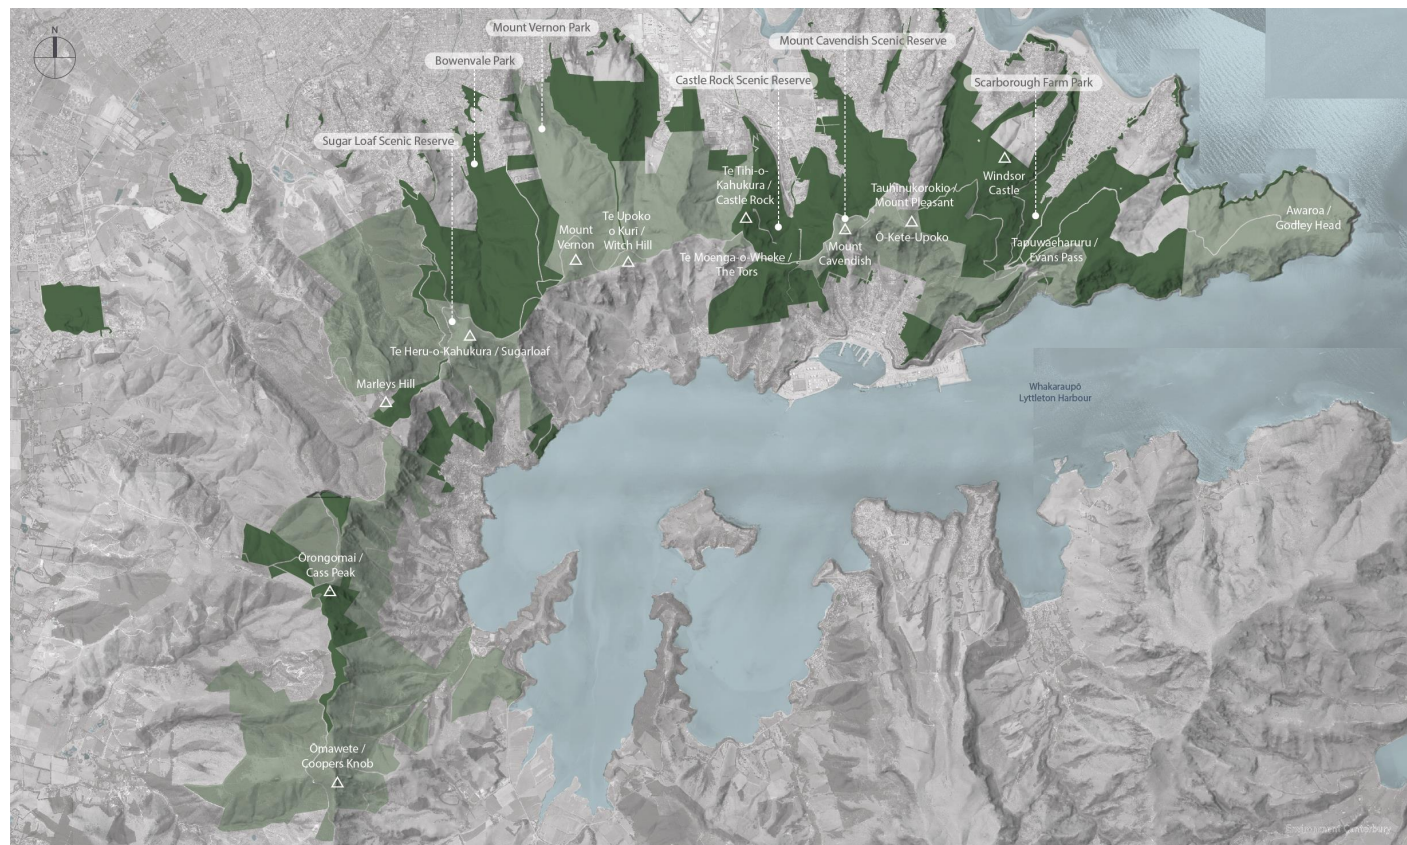 N
Mount Vernon Park
Mount Cavendish Scenic Reserve
Bowenvale Park
Castle Rock Scenic Reserve
Scarborough Farm Park
Sugar Loaf Scenic Reserve
Te Tihi-o-
Kahukura /
Castle Rock
Windsor
Castle
Tauhinukorokio /
Mount Pleasant
Te Upoko
o Kuri /
Witch Hill
Awaroa /
Godley Head
Mount
Vernon
Ō-Kete-Upoko
Mount
Cavendish
Tapuwaeharuru /
Evans Pass
Te Moenga-o-Wheke /
The Tors
Te Heru-o-Kahukura / Sugarloaf
Marleys Hill
Whakaraupō
Lyttleton Harbour
Ōrongomai /
Cass Peak
Ōmawete /
Coopers Knob
Environment Canterbury